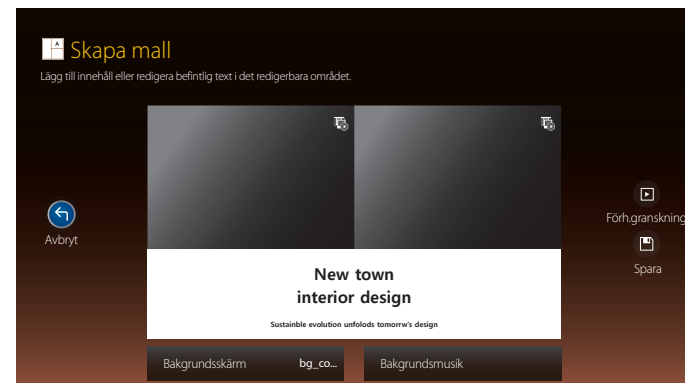 A
Skapa mall
Lägg till innehåll eller redigera befintlig text i det redigerbara området.
Avbryt
Förh.granskning
Spara
New town
interior design
Sustainble evolution unfolods tomorrw's design
Bakgrundsskärm bg_co...
Bakgrundsmusik